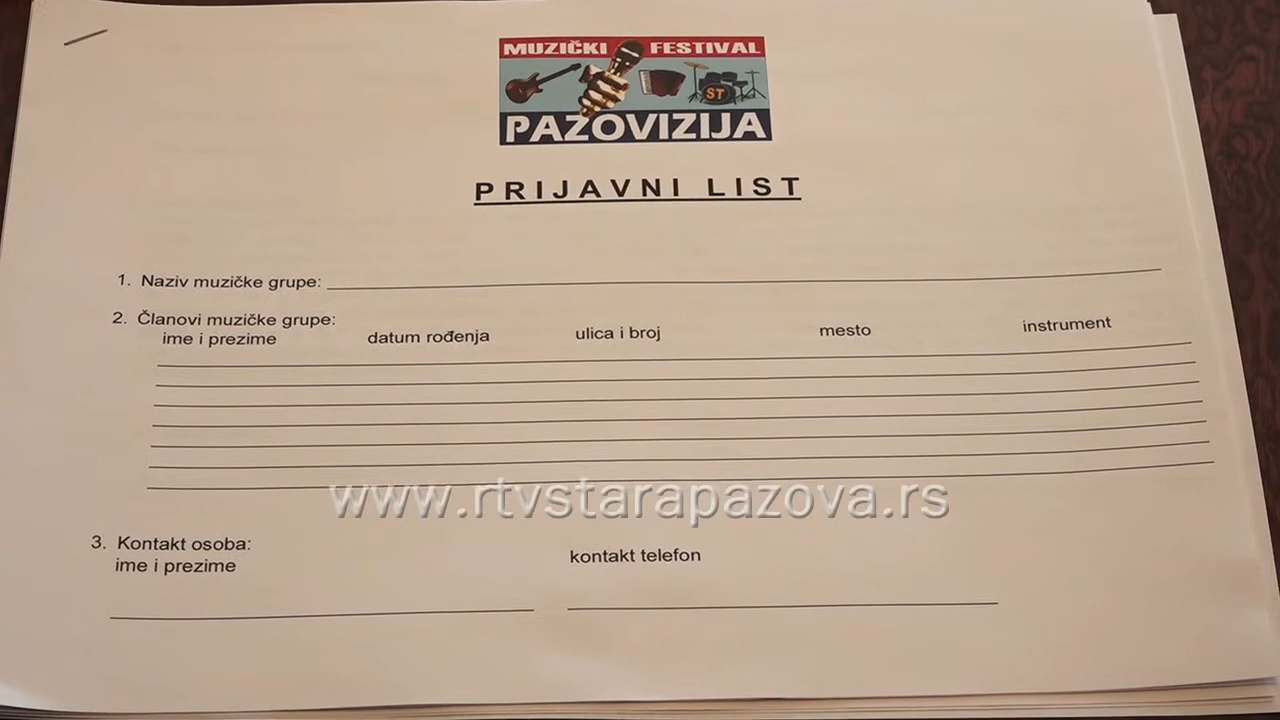 MUZIČKI FESTIVAL
ST
PAZOVIZIJA
PRIJAVNI LIST
1. Naziv muzičke grupe:
2. Članovi muzičke grupe:
ime i prezime datum rođenja ulica i broj mesto instrument
www.rtvstarapazova.rs
3. Kontakt osoba:
ime i prezime kontakt telefon